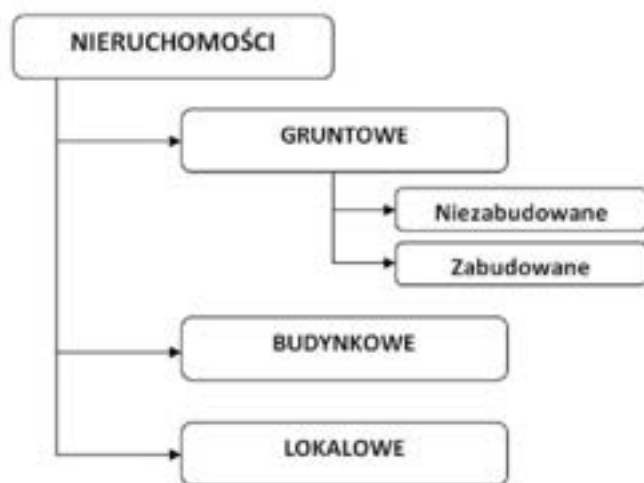 NIERUCHOMOŚCI
GRUNTOWE
Niezabudowane
Zabudowane
BUDYNKOWE
LOKALOWE